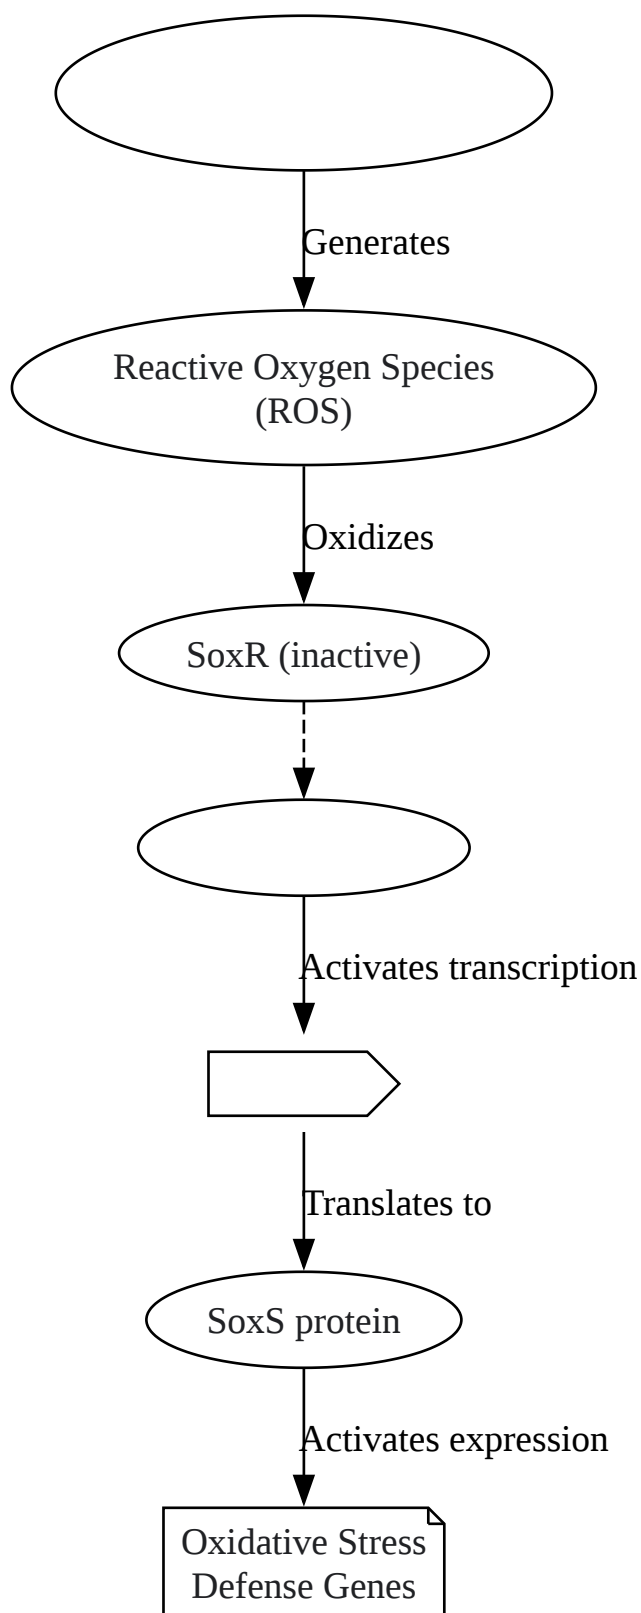 Generates
Reactive Oxygen Species
(ROS)
Oxidizes
SoxR (inactive)
Activates transcription
Translates to
SoxS protein
Activates expression
Oxidative Stress
Defense Genes